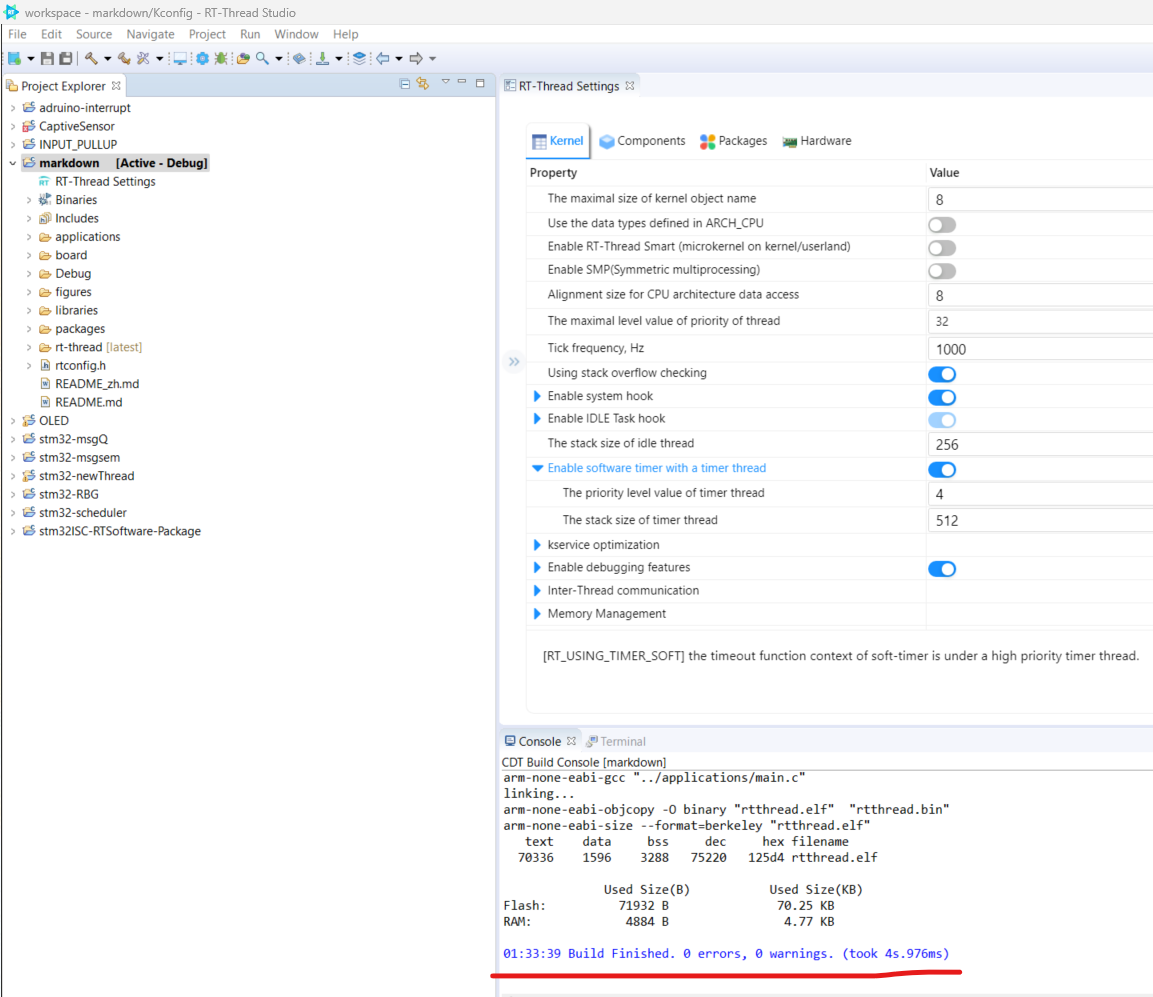 workspace - markdown/Kconfig - RT-Thread Studio
File Edit Source Navigate Project Run Window Help
Project Explorer
adruino-interrupt
CaptiveSensor
INPUT_PULLUP
markdown [Active - Debug]
RT-Thread Settings
Binaries
Includes
applications
board
Debug
figures
libraries
packages
rt-thread [latest]
rtconfig.h
README_zh.md
README.md
OLED
stm32-msgQ
stm32-msgsem
stm32-newThread
stm32-RBG
stm32-scheduler
stm32ISC-RTSoftware-Package
RT-Thread Settings
Kernel Components Packages Hardware
Property Value
The maximal size of kernel object name 8
Use the data types defined in ARCH_CPU
Enable RT-Thread Smart (microkernel on kernel/userland)
Enable SMP(Symmetric multiprocessing)
Alignment size for CPU architecture data access 8
The maximal level value of priority of thread 32
Tick frequency, Hz 1000
Using stack overflow checking
Enable system hook
Enable IDLE Task hook
The stack size of idle thread 256
Enable software timer with a timer thread
The priority level value of timer thread 4
The stack size of timer thread 512
kservice optimization
Enable debugging features
Inter-Thread communication
Memory Management
[RT_USING_TIMER_SOFT] the timeout function context of soft-timer is under a high priority timer thread.
Console Terminal
CDT Build Console [markdown]
arm-none-eabi-gcc "../applications/main.c"
linking...
arm-none-eabi-objcopy -O binary "rtthread.elf" "rtthread.bin"
arm-none-eabi-size --format=berkeley "rtthread.elf"
text data bss dec hex filename
70336 1596 3288 75220 125d4 rtthread.elf
Used Size(B) Used Size(KB)
Flash: 71932 B 70.25 KB
RAM: 4884 B 4.77 KB
01:33:39 Build Finished. 0 errors, 0 warnings. (took 4s.976ms)